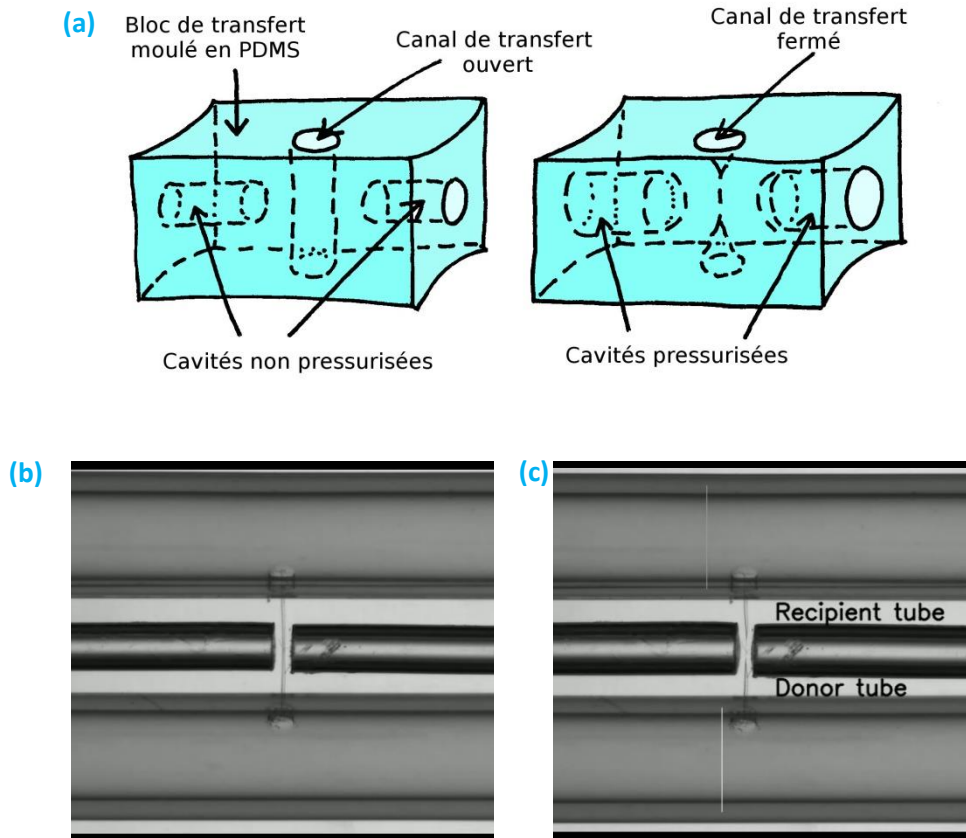 (a)
Bloc de transfert
moulé en PDMS
Canal de transfert
ouvert
Canal de transfert
fermé
Cavités non pressurisées
Cavités pressurisées
(b)
(c)
Recipient tube
Donor tube